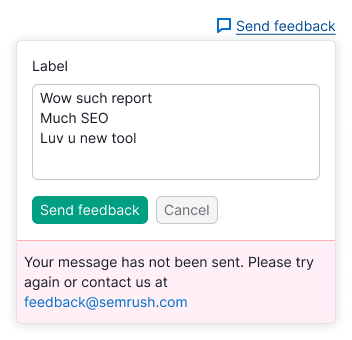 Send feedback
Label
Wow such report
Much SEO
Luv u new tool
Send feedback Cancel
Your message has not been sent. Please try
again or contact us at
feedback@semrush.com